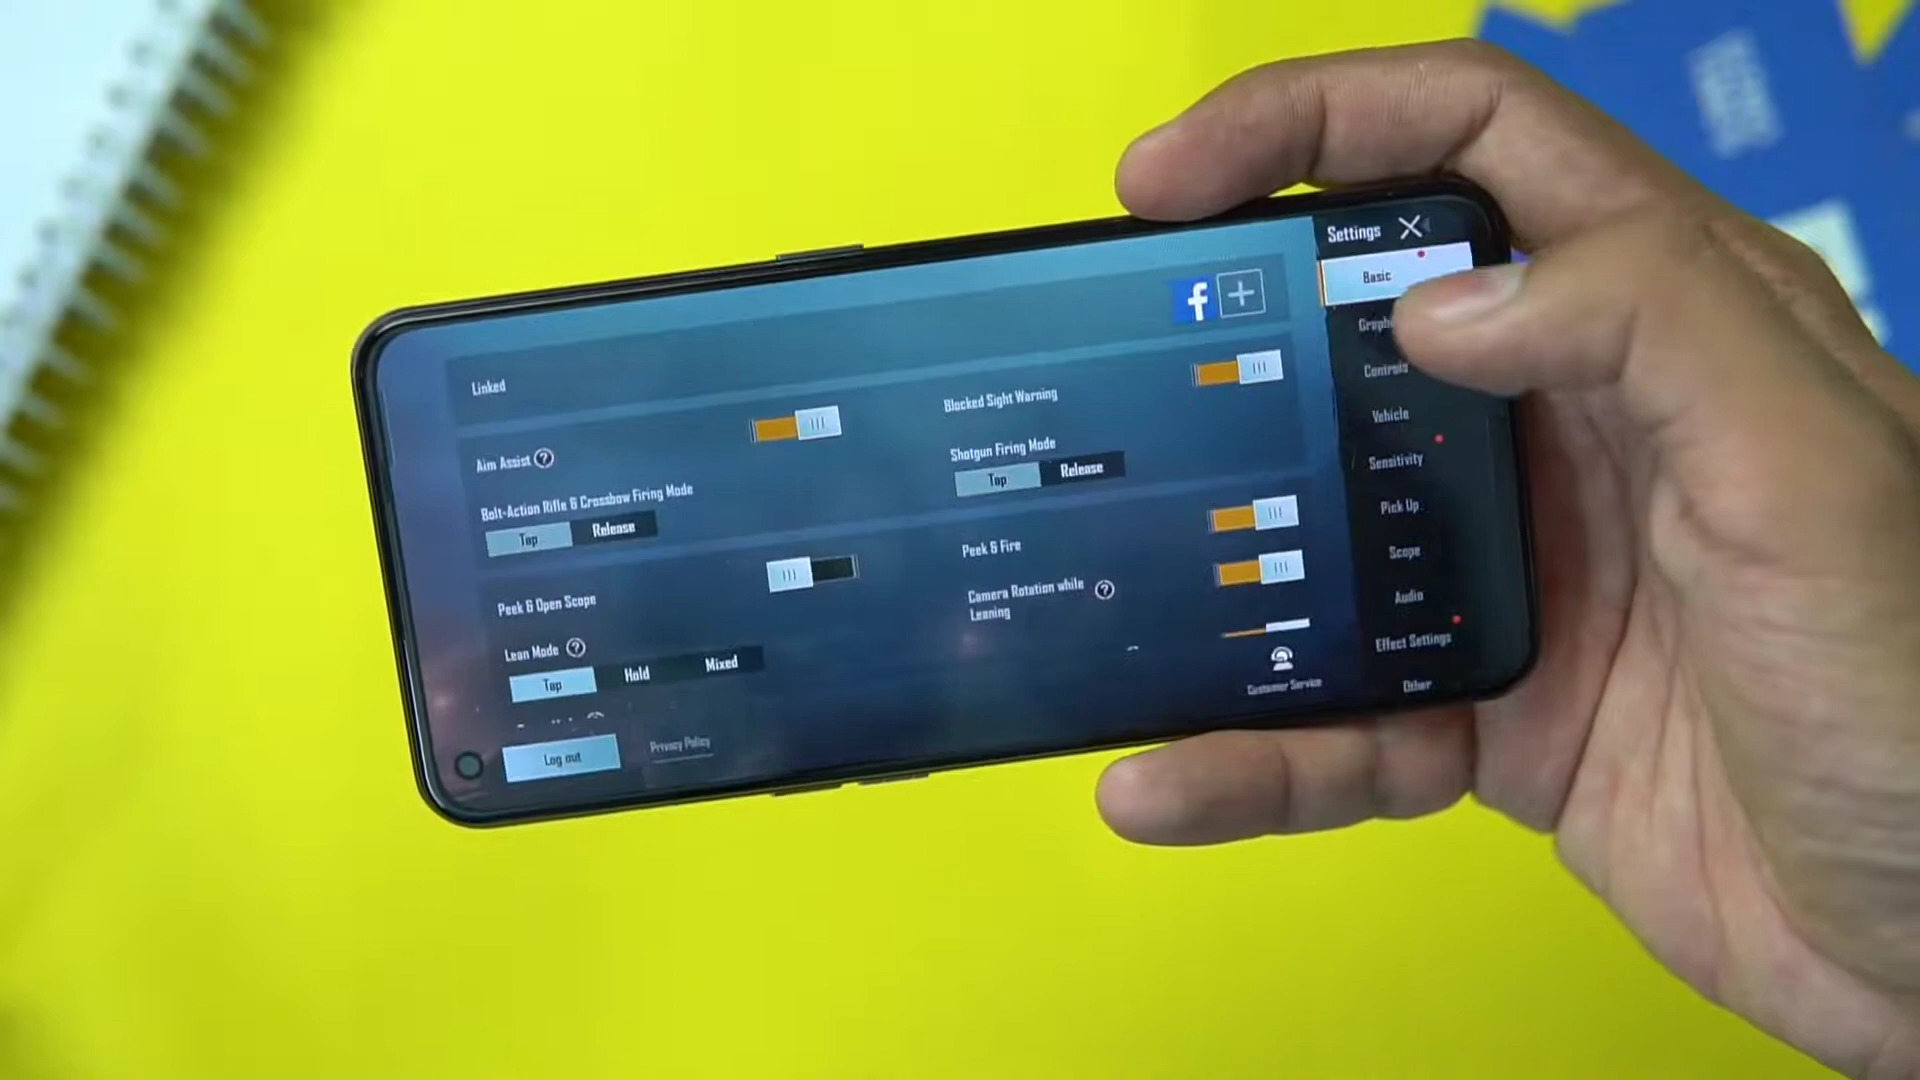 Settings
Basic
Graph
Controls
Vehicle
Sensitivity
Pick Up
Scope
Audio
Effect Settings
Other
Linked
f
Aim Assist ?
Blocked Sight Warning
Bolt-Action Rifle & Crossbow Firing Mode
Tap Release
Shotgun Firing Mode
Tap Release
Peek & Open Scope
Peek & Fire
Lean Mode ?
Tap Hold Mixed
Camera Rotation while
Leaning ?
Log out
Privacy Policy
Customer Service